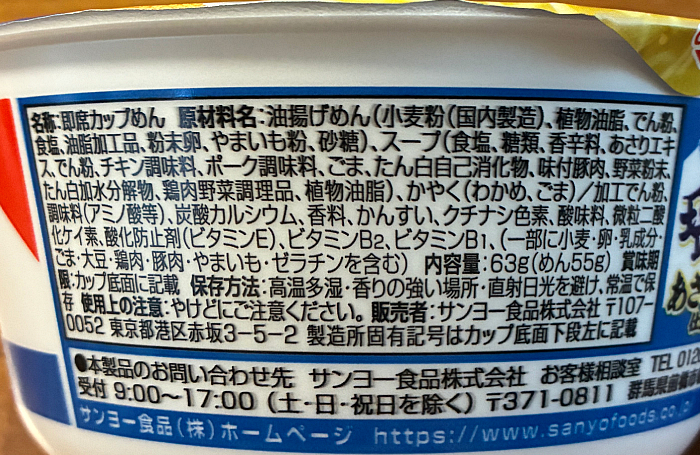 名称:即席カップめん 原材料名:油揚げめん(小麦粉(国内製造)、植物油脂、でん粉、
食塩、油脂加工品、粉末卵、やまいも粉、砂糖)、スープ(食塩、糖類、香辛料、あさりエキ
ス、でん粉、チキン調味料、ポーク調味料、ごま、たん白自己消化物、味付豚肉、野菜粉末、
たん白加水分解物、鶏肉野菜調理品、植物油脂)、かやく(わかめ、ごま)/加工でん粉、
調味料(アミノ酸等)、炭酸カルシウム、香料、かんすい、クチナシ色素、酸味料、微粒二酸
化ケイ素、酸化防止剤(ビタミンE)、ビタミンB2、ビタミンB1、(一部に小麦・卵・乳成分・
ごま・大豆・鶏肉・豚肉・やまいも・ゼラチンを含む) 内容量:63g(めん55g) 賞味期
限:カップ底面に記載 保存方法:高温多湿・香りの強い場所・直射日光を避け、常温で保
存 使用上の注意:やけどにご注意ください。販売者:サンヨー食品株式会社 〒107-
0052 東京都港区赤坂3-5-2 製造所固有記号はカップ底面下段左に記載
●本製品のお問い合わせ先 サンヨー食品株式会社 お客様相談室 TEL 012
受付 9:00~17:00 (土・日・祝日を除く) 〒371-0811 群馬県前橋市
サンヨー食品(株)ホームページ https://www.sanyofoods.co.
あさ